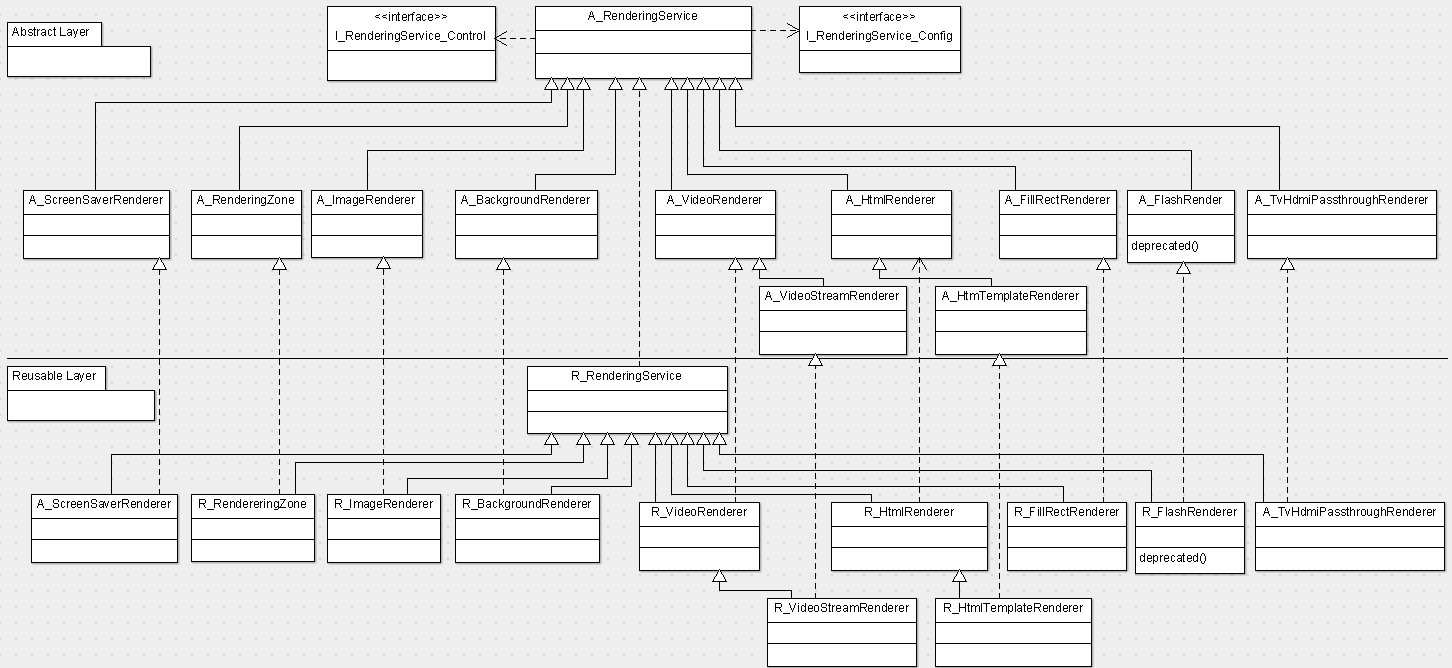 Abstract Layer
<<interface>>
I_RenderingService_Control
A_RenderingService
<<interface>>
I_RenderingService_Config
A_ScreenSaverRenderer
A_RenderingZone
A_ImageRenderer
A_BackgroundRenderer
A_VideoRenderer
A_HtmlRenderer
A_FillRectRenderer
A_FlashRender
deprecated()
A_TvHdmiPassthroughRenderer
A_VideoStreamRenderer
A_HtmTemplateRenderer
Reusable Layer
R_RenderingService
A_ScreenSaverRenderer
R_RendereringZone
R_ImageRenderer
R_BackgroundRenderer
R_VideoRenderer
R_HtmlRenderer
R_FillRectRenderer
R_FlashRenderer
deprecated()
A_TvHdmiPassthroughRenderer
R_VideoStreamRenderer
R_HtmlTemplateRenderer